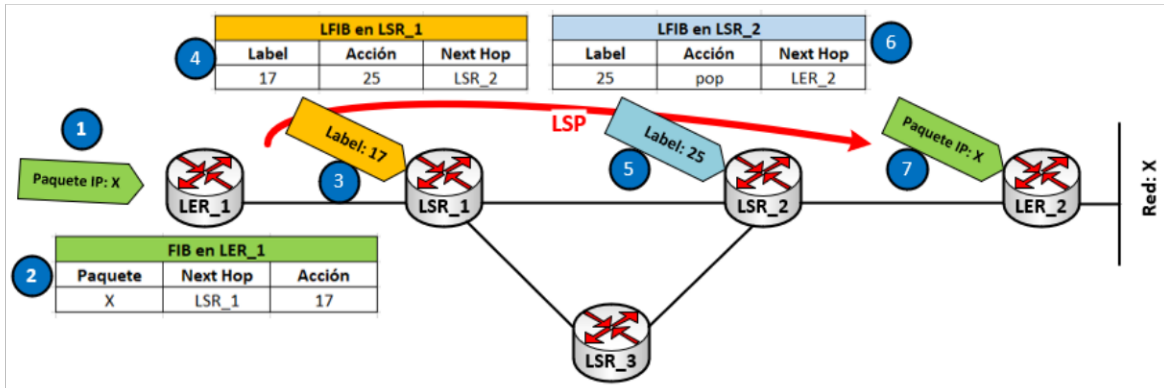 LFIB en LSR_1
Label Acción Next Hop
17 25 LSR_2
4
LFIB en LSR_2
Label Acción Next Hop
25 pop LER_2
6
1
Paquete IP: X
LER_1
Label: 17
3
LSR_1
LSP
Label: 25
5
LSR_2
Paquete IP: X
7
LER_2
Red: X
2
FIB en LER_1
Paquete Next Hop Acción
X LSR_1 17
LSR_3